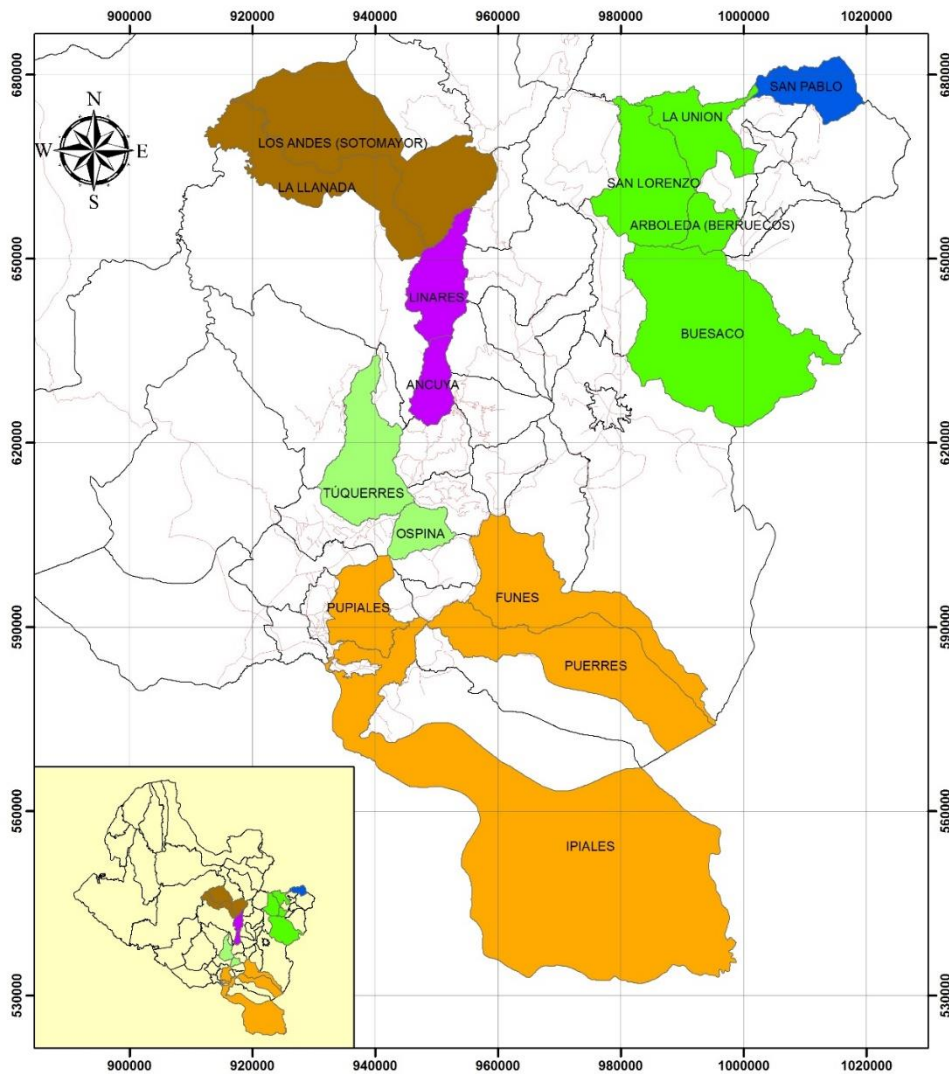 900000 920000 940000 960000 980000 1000000 1020000
680000 680000
SAN PABLO
N
LA UNION
LOS ANDES (SOTOMAYOR)
W E
LA LLANADA
SAN LORENZO
S
ARBOLEDA (BERRUECOS)
650000 650000
LINARES
BUESACO
ANCUYA
620000 620000
TÚQUERRES
OSPINA
FUNES
PUPIALES
590000 590000
PUERRES
560000 560000
IPIALES
530000 530000
900000 920000 940000 960000 980000 1000000 1020000